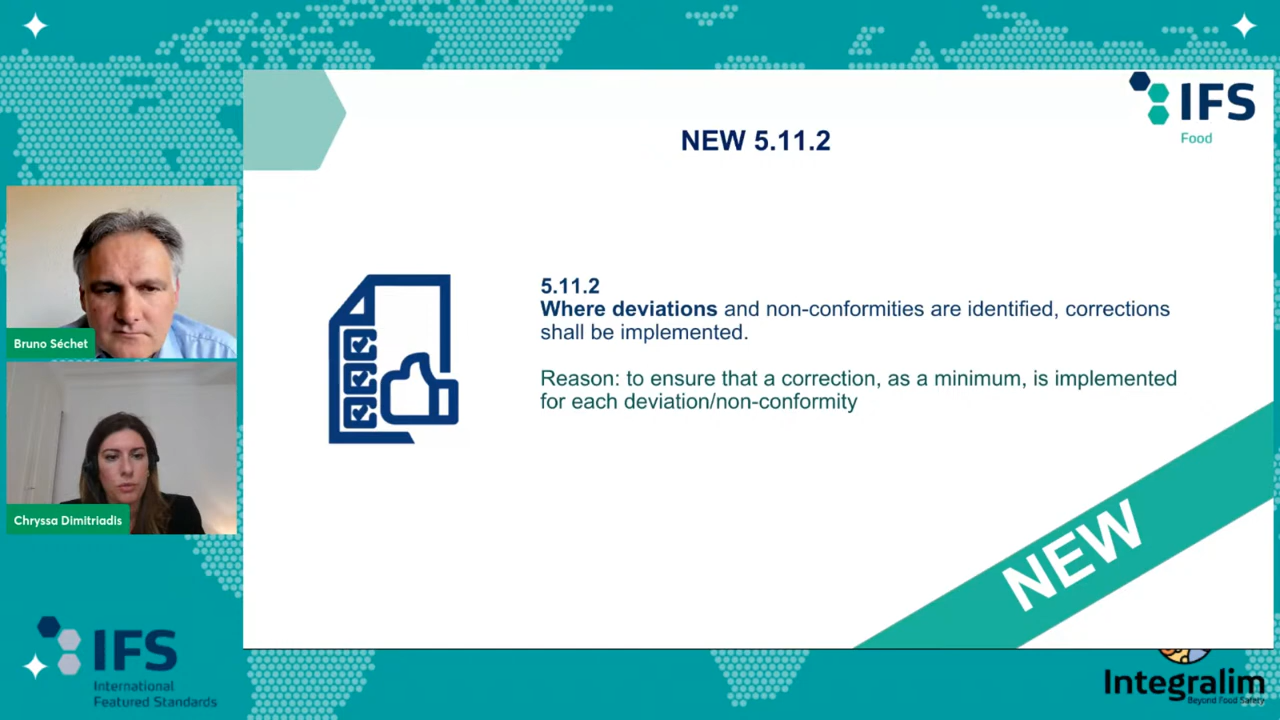 IFS
Food
NEW 5.11.2
5.11.2
Where deviations and non-conformities are identified, corrections
shall be implemented.
Reason: to ensure that a correction, as a minimum, is implemented
for each deviation/non-conformity
NEW
Bruno Séchet
Chryssa Dimitriadis
IFS
International
Featured Standards
Integralim
Beyond Food Safety